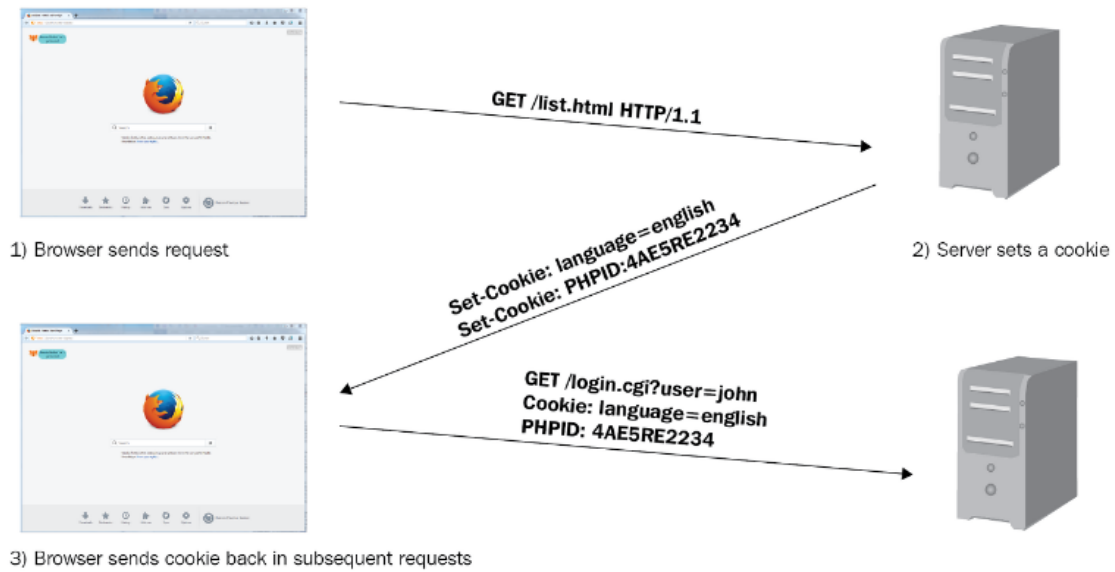 GET /list.html HTTP/1.1
1) Browser sends request
2) Server sets a cookie
Set-Cookie: language=english
Set-Cookie: PHPID:4AE5RE2234
GET /login.cgi?user=john
Cookie: language=english
PHPID: 4AE5RE2234
3) Browser sends cookie back in subsequent requests